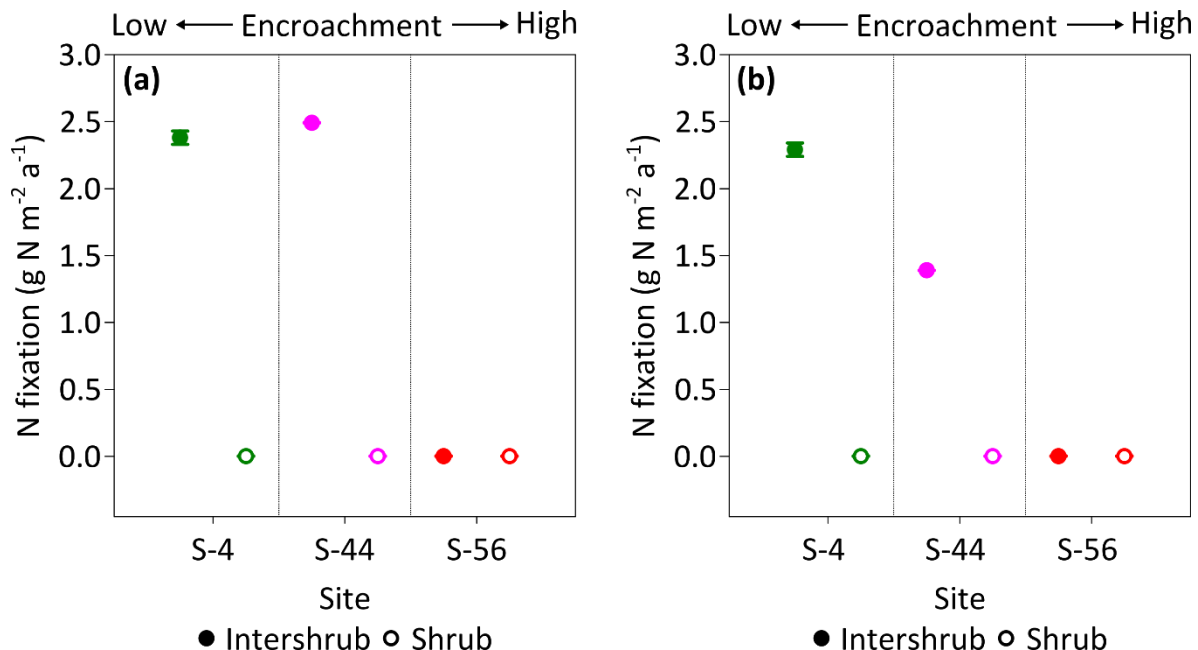 Low ← Encroachment → High
(a)
3.0
2.5
2.0
1.5
1.0
0.5
0.0
N fixation (g N m⁻² a⁻¹)
S-4 S-44 S-56
Site
● Intershrub ○ Shrub
Low ← Encroachment → High
(b)
3.0
2.5
2.0
1.5
1.0
0.5
0.0
N fixation (g N m⁻² a⁻¹)
S-4 S-44 S-56
Site
● Intershrub ○ Shrub